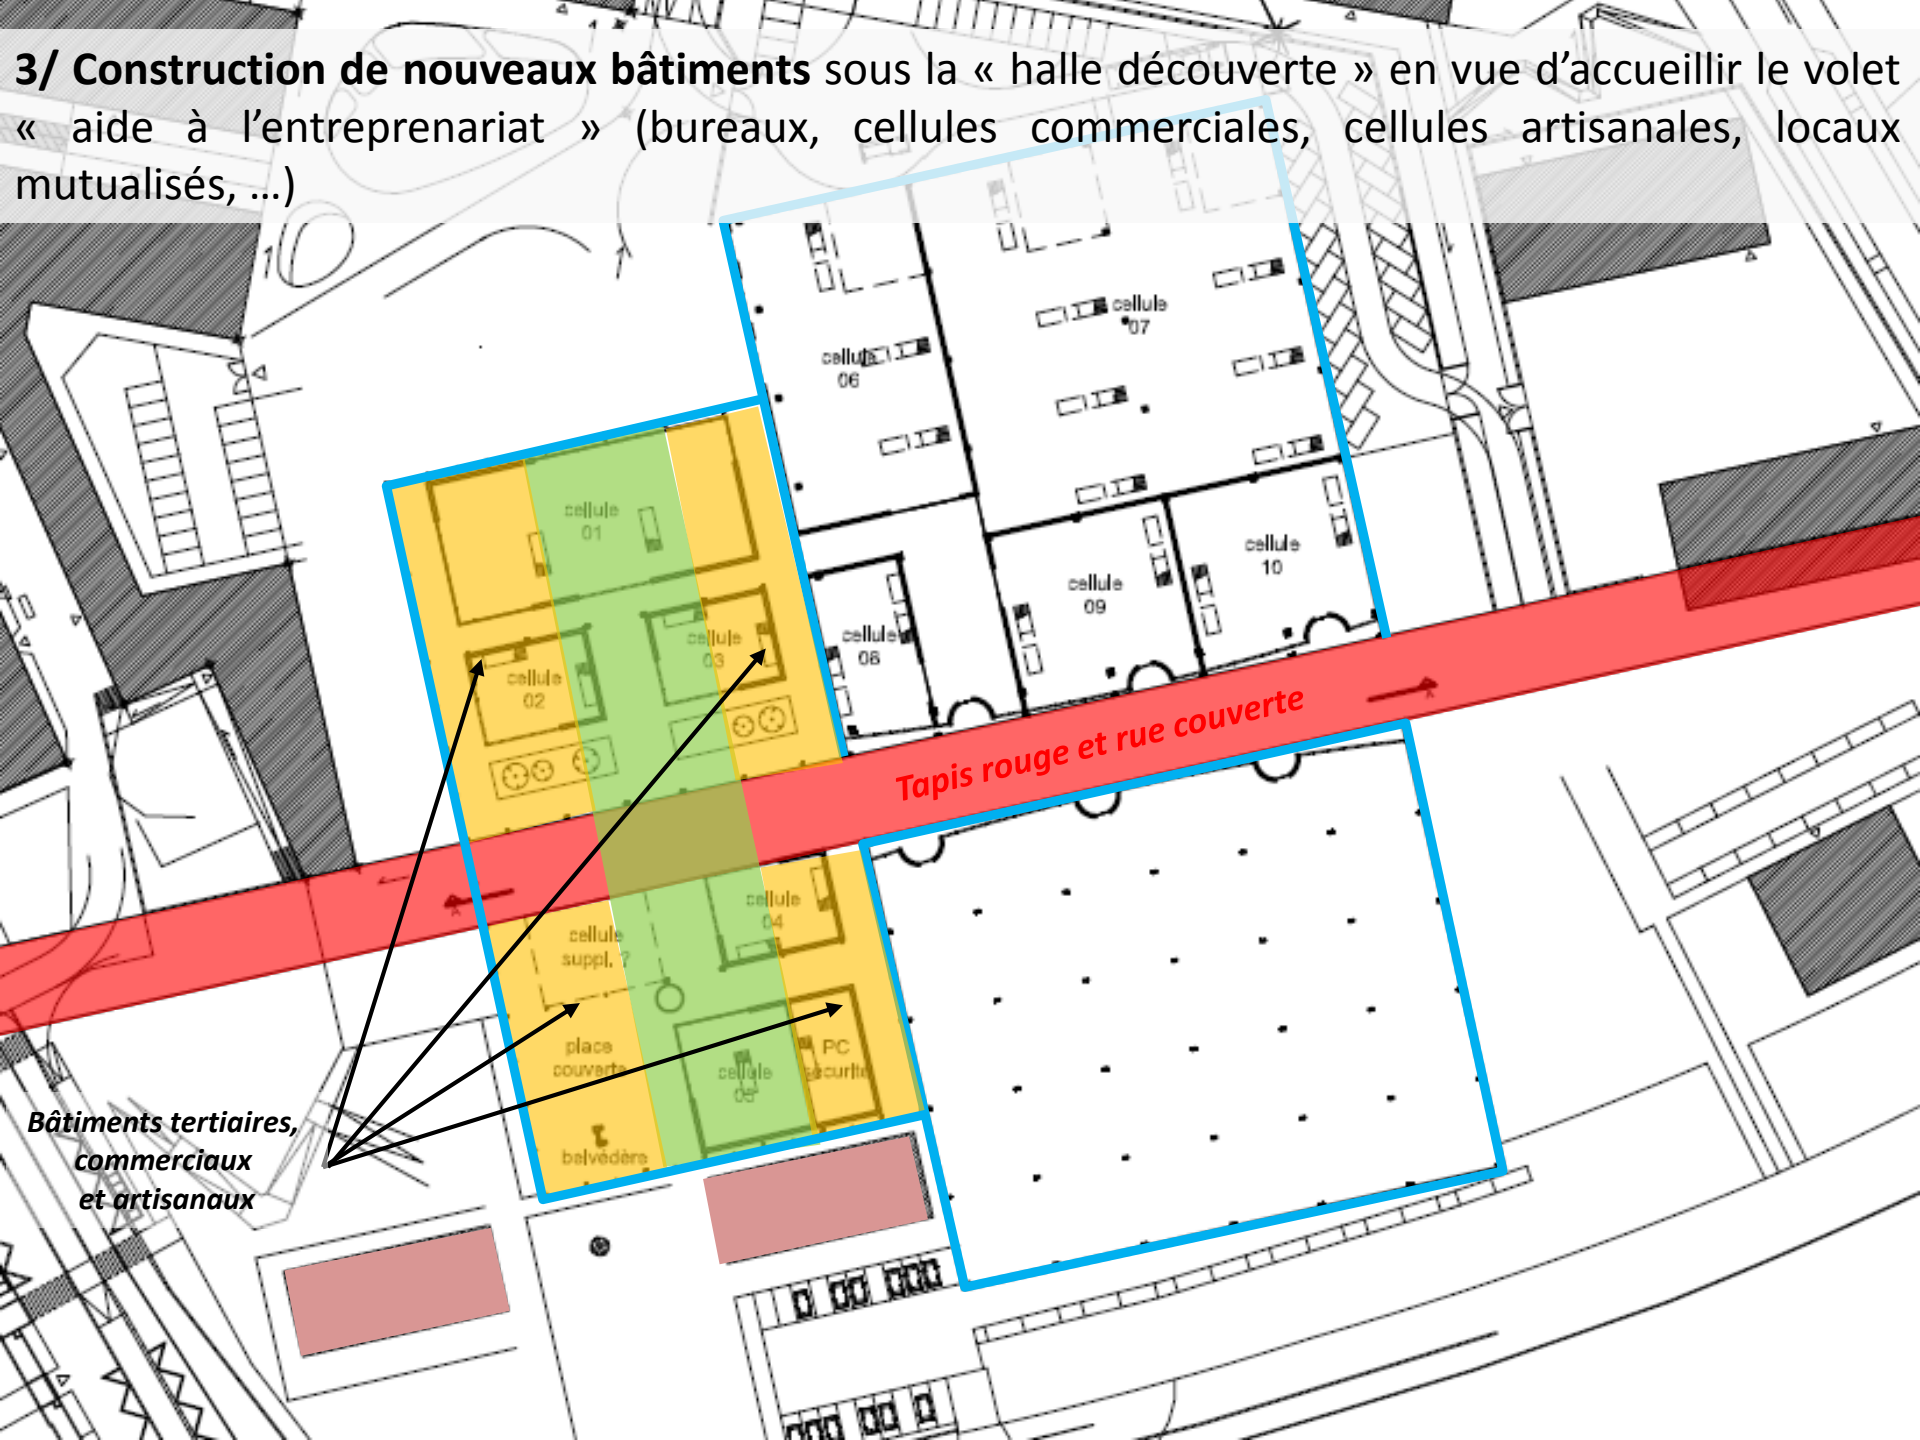 3/ Construction de nouveaux bâtiments sous la « halle découverte » en vue d’accueillir le volet
« aide à l’entreprenariat » (bureaux, cellules commerciales, cellules artisanales, locaux
mutualisés, …)
cellule
07
cellule
06
cellule
01
cellule
10
cellule
09
cellule
03
cellule
08
cellule
02
Tapis rouge et rue couverte
cellule
04
cellule
suppl. ?
place
couverte
PC
sécurité
cellule
05
belvédère
Bâtiments tertiaires,
commerciaux
et artisanaux